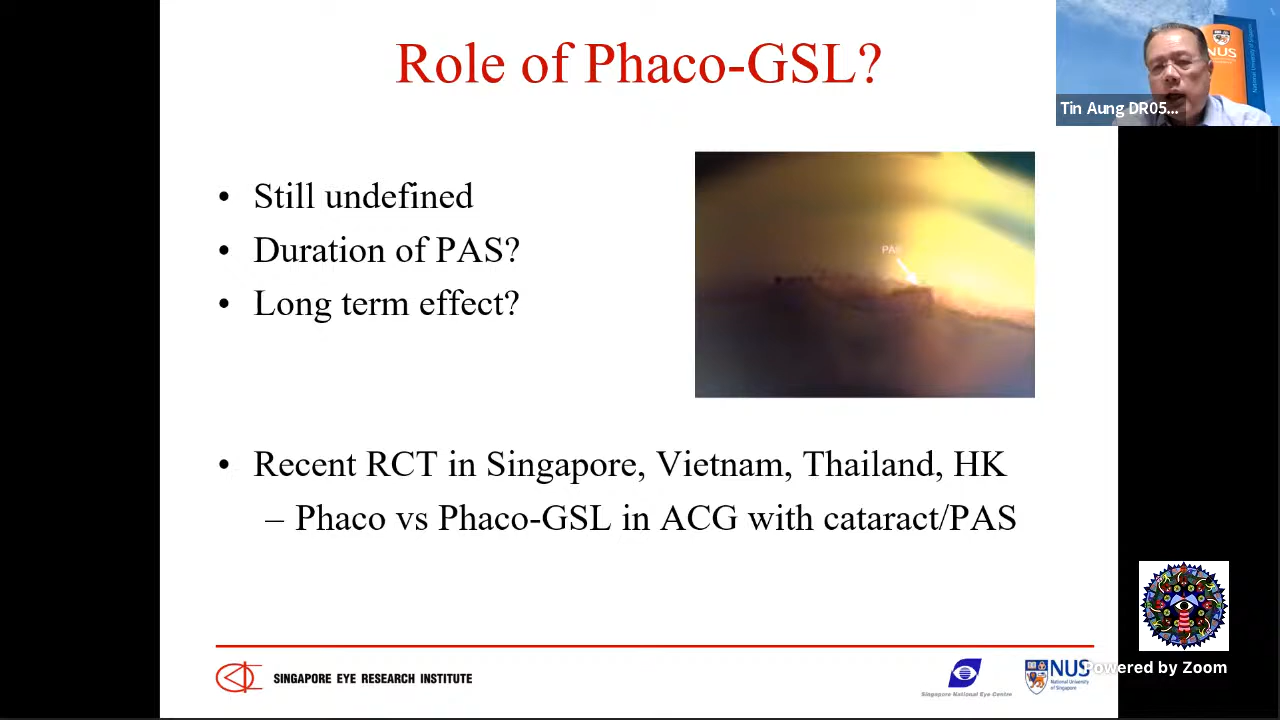 Role of Phaco-GSL?
NUS
Tin Aung DR05...
• Still undefined
• Duration of PAS?
• Long term effect?
PAS
• Recent RCT in Singapore, Vietnam, Thailand, HK
– Phaco vs Phaco-GSL in ACG with cataract/PAS
SINGAPORE EYE RESEARCH INSTITUTE
Singapore National Eye Centre
NUS
National University
of Singapore
Powered by Zoom